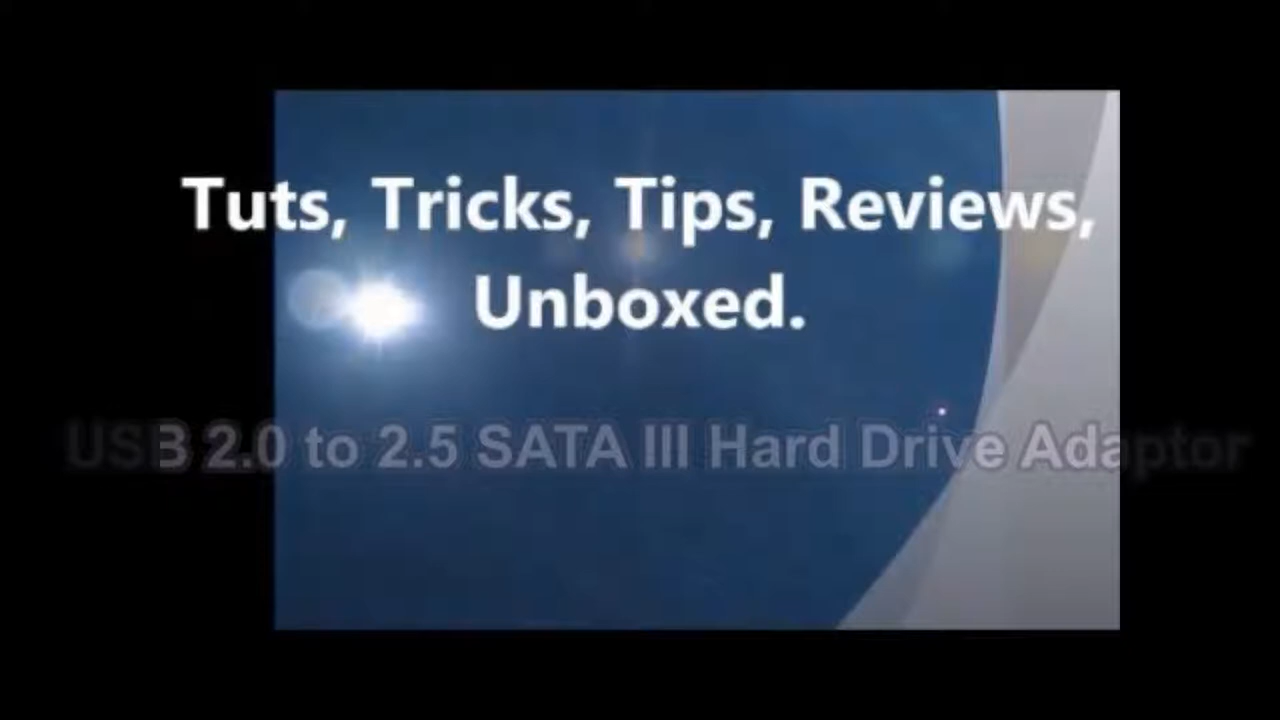 Tuts, Tricks, Tips, Reviews,
Unboxed.
USB 2.0 to 2.5 SATA III Hard Drive Adaptor